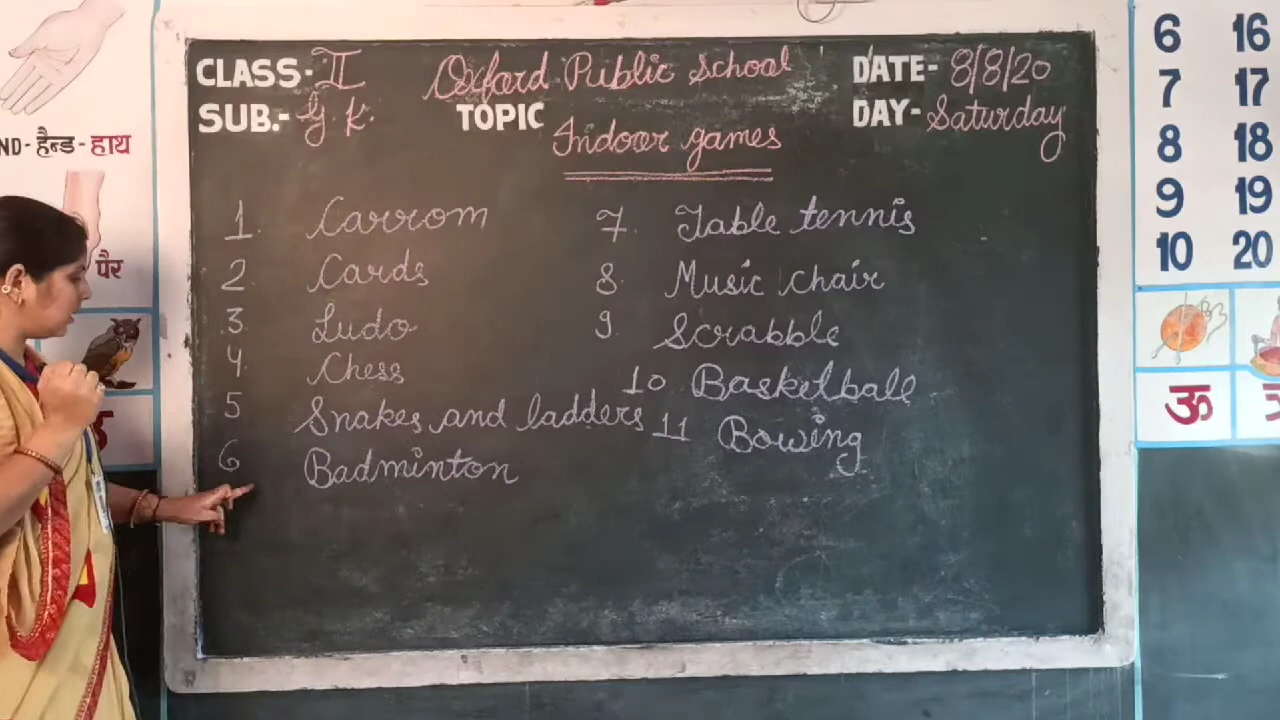 ND - हैन्ड - हाथ
पैर
CLASS- II Oxford Public School DATE- 8/8/20
SUB.- G.K. TOPIC Indoor games DAY- Saturday
1. Carrom
2. Cards
3. Ludo
4 Chess
5 Snakes and ladders
6 Badminton
7. Table tennis
8. Music chair
9. Scrabble
10 Basketball
11 Bowing
6 16
7 17
8 18
9 19
10 20
ऊ